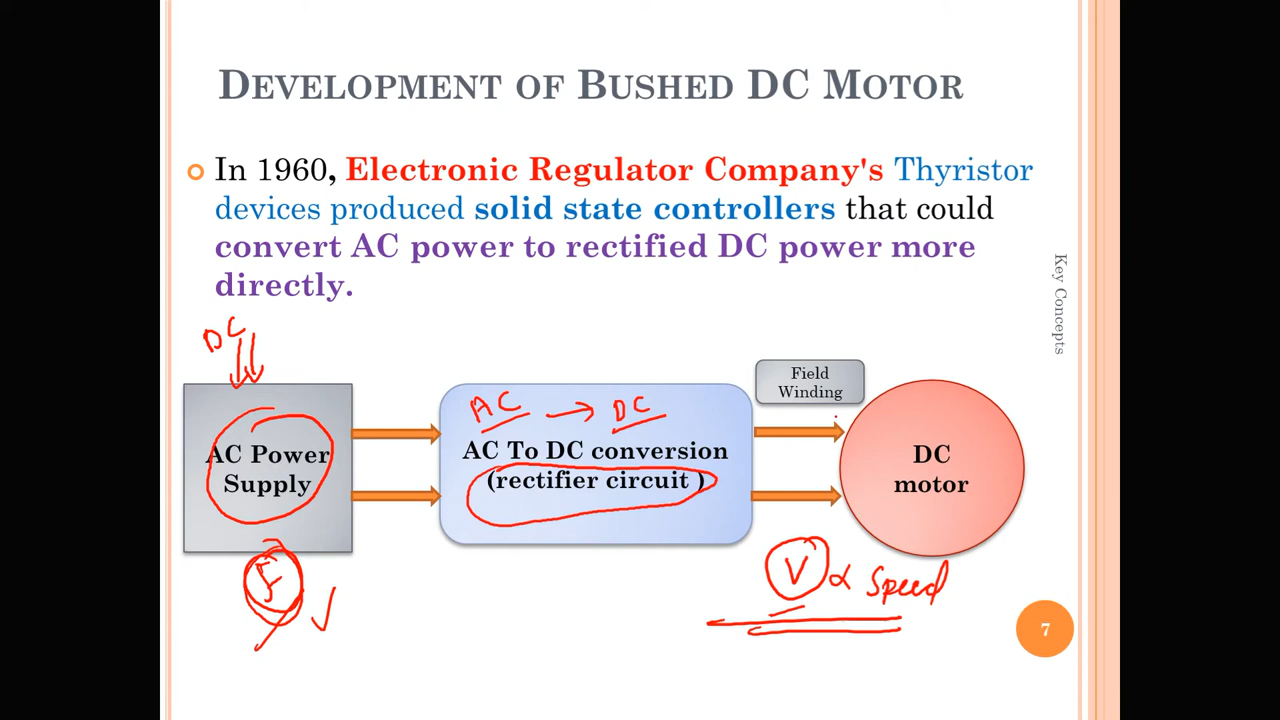 DEVELOPMENT OF BUSHED DC MOTOR
In 1960, Electronic Regulator Company's Thyristor
devices produced solid state controllers that could
convert AC power to rectified DC power more
directly.
Key Concepts
DC
AC Power
Supply
AC → DC
AC To DC conversion
(rectifier circuit )
Field
Winding
DC
motor
V ∝ Speed
7